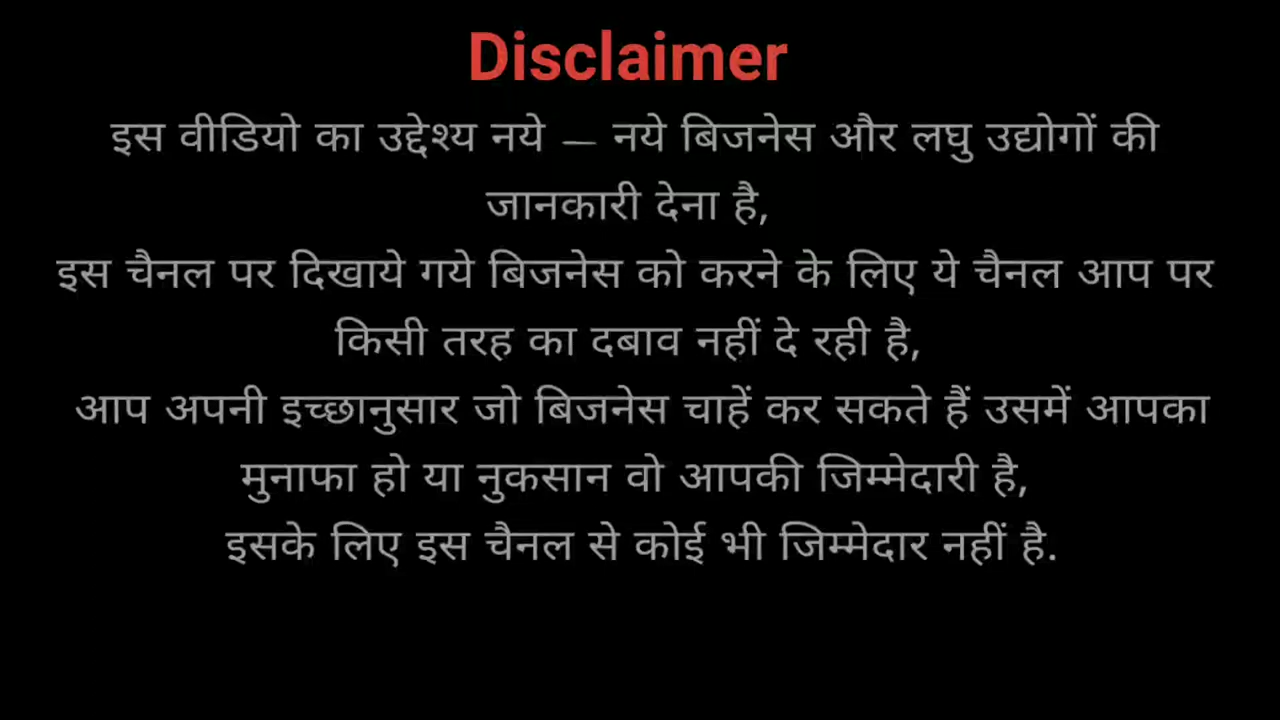 Disclaimer
इस वीडियो का उद्देश्य नये – नये बिजनेस और लघु उद्योगों की
जानकारी देना है,
इस चैनल पर दिखाये गये बिजनेस को करने के लिए ये चैनल आप पर
किसी तरह का दबाव नहीं दे रही है,
आप अपनी इच्छानुसार जो बिजनेस चाहें कर सकते हैं उसमें आपका
मुनाफा हो या नुकसान वो आपकी जिम्मेदारी है,
इसके लिए इस चैनल से कोई भी जिम्मेदार नहीं है.